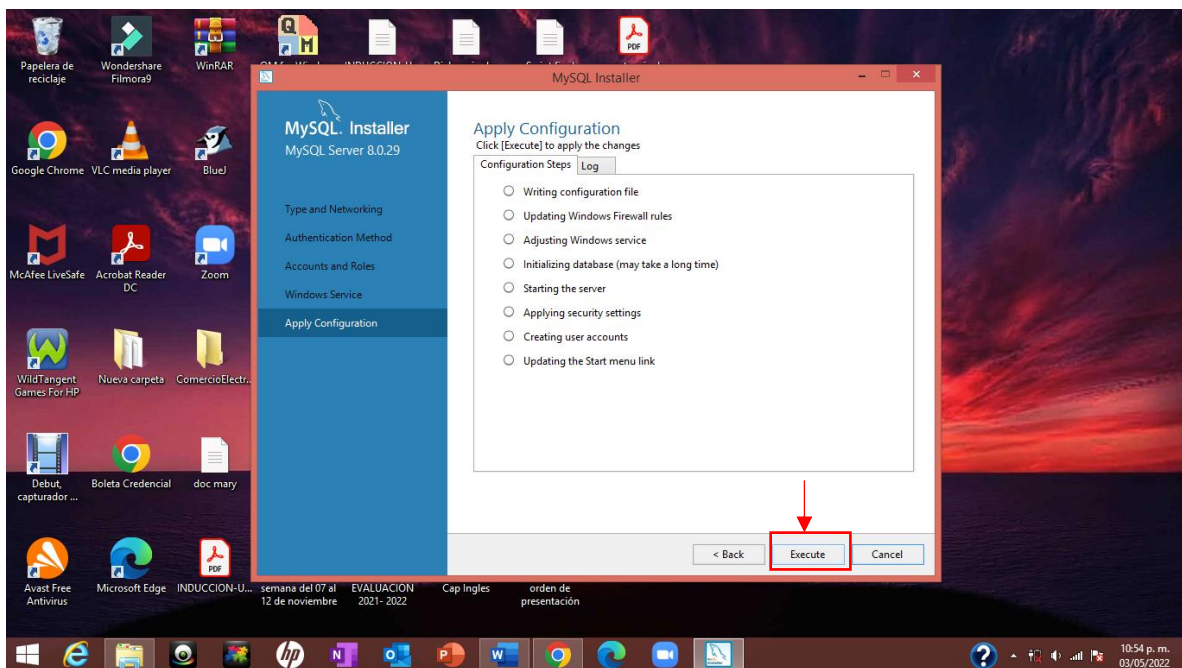 Papelera de
reciclaje
Wondershare
Filmora9
WinRAR
PDF
MySQL Installer
MySQL. Installer
MySQL Server 8.0.29
Type and Networking
Authentication Method
Accounts and Roles
Windows Service
Apply Configuration
Apply Configuration
Click [Execute] to apply the changes
Configuration Steps
Log
Writing configuration file
Updating Windows Firewall rules
Adjusting Windows service
Initializing database (may take a long time)
Starting the server
Applying security settings
Creating user accounts
Updating the Start menu link
< Back
Execute
Cancel
Google Chrome
VLC media player
BlueJ
McAfee LiveSafe
Acrobat Reader
DC
Zoom
WildTangent
Games For HP
Nueva carpeta
ComercioElectr...
Debut,
capturador ...
Boleta Credencial
doc mary
Avast Free
Antivirus
Microsoft Edge
PDF
INDUCCION-U...
semana del 07 al
12 de noviembre
EVALUACION
2021- 2022
Cap Ingles
orden de
presentación
10:54 p. m.
03/05/2022